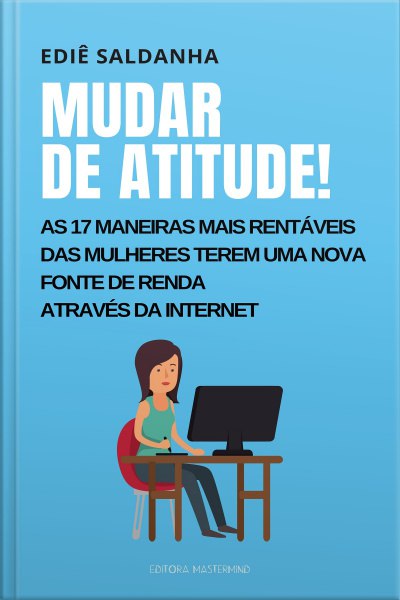 EDIÊ SALDANHA
MUDAR
DE ATITUDE!
AS 17 MANEIRAS MAIS RENTÁVEIS
DAS MULHERES TEREM UMA NOVA
FONTE DE RENDA
ATRAVÉS DA INTERNET
EDITORA MASTERMIND